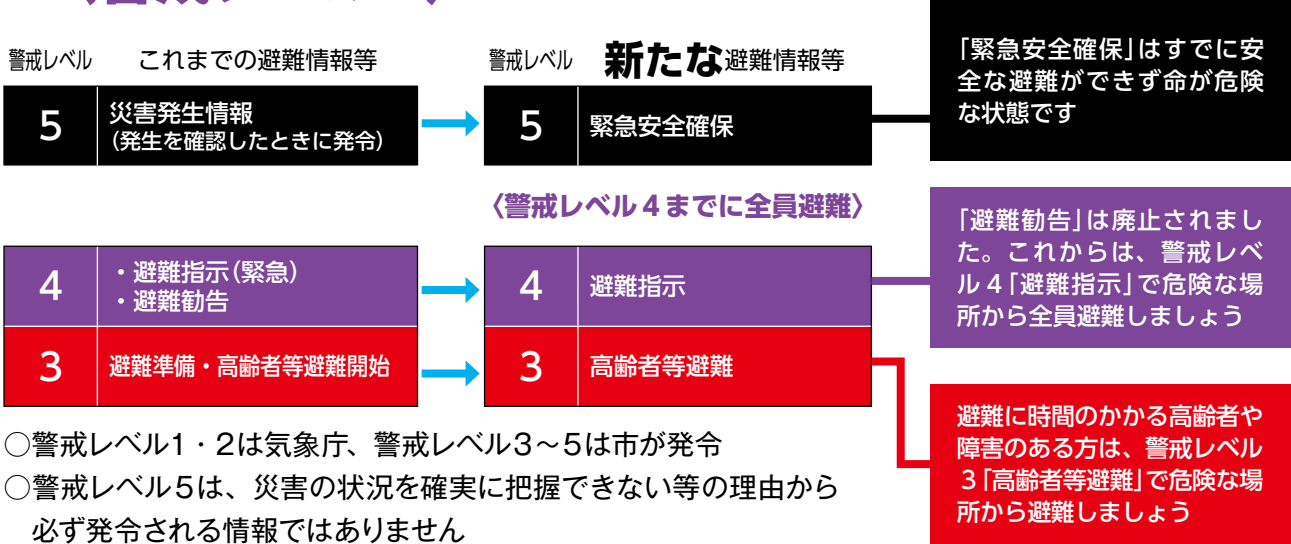 警戒レベル これまでの避難情報等
5 災害発生情報
(発生を確認したときに発令)
4 ・避難指示(緊急)
・避難勧告
3 避難準備・高齢者等避難開始
警戒レベル 新たな避難情報等
5 緊急安全確保
〈警戒レベル4までに全員避難〉
4 避難指示
3 高齢者等避難
「緊急安全確保」はすでに安
全な避難ができず命が危険
な状態です
「避難勧告」は廃止されまし
た。これからは、警戒レベ
ル4「避難指示」で危険な場
所から全員避難しましょう
避難に時間のかかる高齢者や
障害のある方は、警戒レベル
3「高齢者等避難」で危険な場
所から避難しましょう
○警戒レベル1・2は気象庁、警戒レベル3～5は市が発令
○警戒レベル5は、災害の状況を確実に把握できない等の理由から
必ず発令される情報ではありません